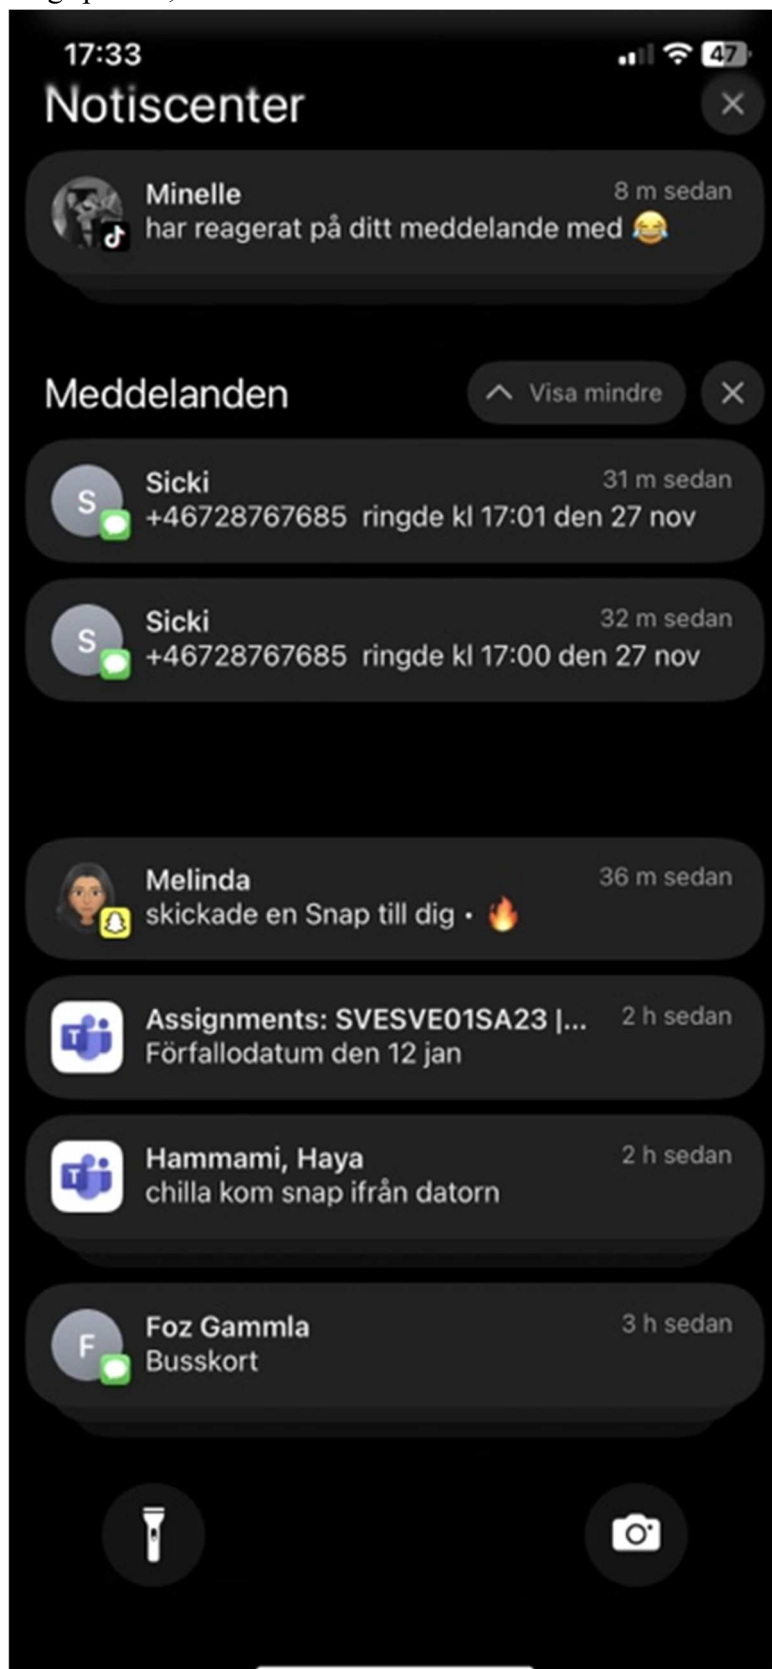 17:33
47
Notiscenter
Minelle
8 m sedan
har reagerat på ditt meddelande med 😂
Meddelanden
Visa mindre
S
Sicki
31 m sedan
+46728767685 ringde kl 17:01 den 27 nov
S
Sicki
32 m sedan
+46728767685 ringde kl 17:00 den 27 nov
Melinda
36 m sedan
skickade en Snap till dig · 🔥
Assignments: SVESVE01SA23 |...
2 h sedan
Förfallodatum den 12 jan
Hammami, Haya
2 h sedan
chilla kom snap ifrån datorn
F
Foz Gammla
3 h sedan
Busskort